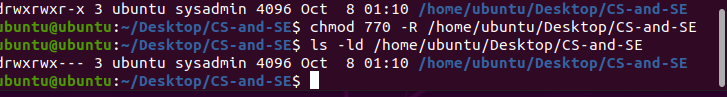 drwxrwxr-x 3 ubuntu sysadmin 4096 Oct  8 01:10 /home/ubuntu/Desktop/CS-and-SE
ubuntu@ubuntu:~/Desktop/CS-and-SE$ chmod 770 -R /home/ubuntu/Desktop/CS-and-SE
ubuntu@ubuntu:~/Desktop/CS-and-SE$ ls -ld /home/ubuntu/Desktop/CS-and-SE
drwxrwx--- 3 ubuntu sysadmin 4096 Oct  8 01:10 /home/ubuntu/Desktop/CS-and-SE
ubuntu@ubuntu:~/Desktop/CS-and-SE$